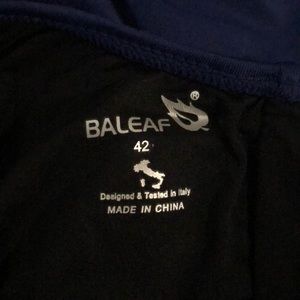 BALEAF ®
42
Designed & Tested in Italy
MADE IN CHINA